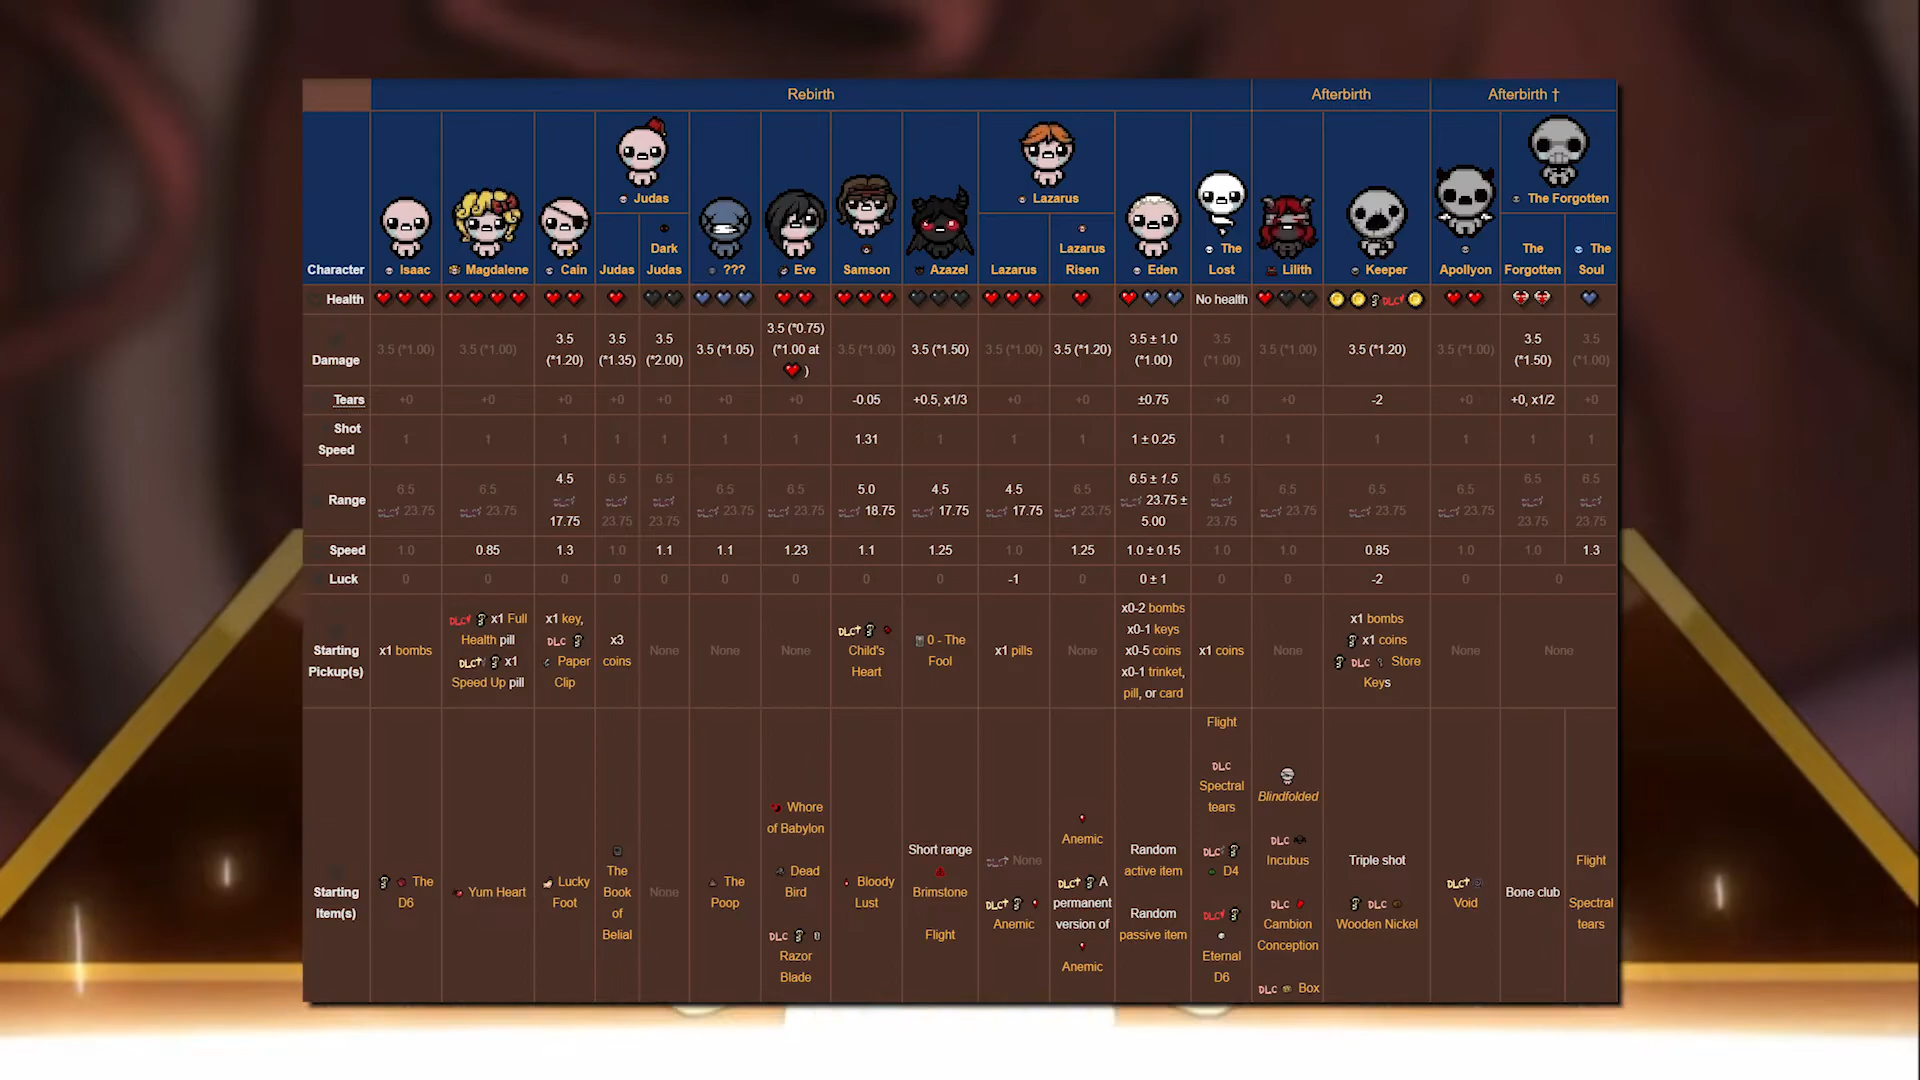 Rebirth Afterbirth Afterbirth †
Judas Lazarus The Forgotten
Character Isaac Magdalene Cain Judas Dark Judas ??? Eve Samson Azazel Lazarus Lazarus Risen Eden The Lost Lilith Keeper Apollyon The Forgotten The Soul
Health No health DLC
Damage 3.5 (*1.00) 3.5 (*1.00) 3.5 (*1.20) 3.5 (*1.35) 3.5 (*2.00) 3.5 (*1.05) 3.5 (*0.75) (*1.00 at ) 3.5 (*1.00) 3.5 (*1.50) 3.5 (*1.00) 3.5 (*1.20) 3.5 ± 1.0 (*1.00) 3.5 (*1.00) 3.5 (*1.00) 3.5 (*1.20) 3.5 (*1.00) 3.5 (*1.50) 3.5 (*1.00)
Tears +0 +0 +0 +0 +0 +0 +0 -0.05 +0.5, x1/3 +0 +0 ±0.75 +0 +0 -2 +0 +0, x1/2 +0
Shot Speed 1 1 1 1 1 1 1 1.31 1 1 1 1 ± 0.25 1 1 1 1 1 1
Range 6.5 23.75 6.5 23.75 4.5 17.75 6.5 23.75 6.5 23.75 6.5 23.75 6.5 23.75 5.0 18.75 4.5 17.75 4.5 17.75 6.5 23.75 6.5 ± 1.5 23.75 ± 5.00 6.5 23.75 6.5 23.75 6.5 23.75 6.5 23.75 6.5 23.75 6.5 23.75
Speed 1.0 0.85 1.3 1.0 1.1 1.1 1.23 1.1 1.25 1.0 1.25 1.0 ± 0.15 1.0 1.0 0.85 1.0 1.0 1.3
Luck 0 0 0 0 0 0 0 0 0 -1 0 0 ± 1 0 0 -2 0 0
Starting Pickup(s) x1 bombs DLC x1 Full Health pill DLC† x1 Speed Up pill x1 key, DLC Paper Clip x3 coins None None None DLC† Child's Heart 0 - The Fool x1 pills None x0-2 bombs x0-1 keys x0-5 coins x0-1 trinket, pill, or card x1 coins None x1 bombs x1 coins DLC Store Keys None None
Starting Item(s) The D6 Yum Heart Lucky Foot The Book of Belial None The Poop Whore of Babylon Dead Bird DLC Razor Blade Bloody Lust Short range Brimstone Flight None DLC† Anemic Anemic DLC† A permanent version of Anemic Random active item Random passive item Flight DLC Spectral tears DLC D4 DLC Eternal D6 Blindfolded DLC Incubus DLC Cambion Conception DLC Box Triple shot DLC Wooden Nickel DLC† Void Bone club Flight Spectral tears